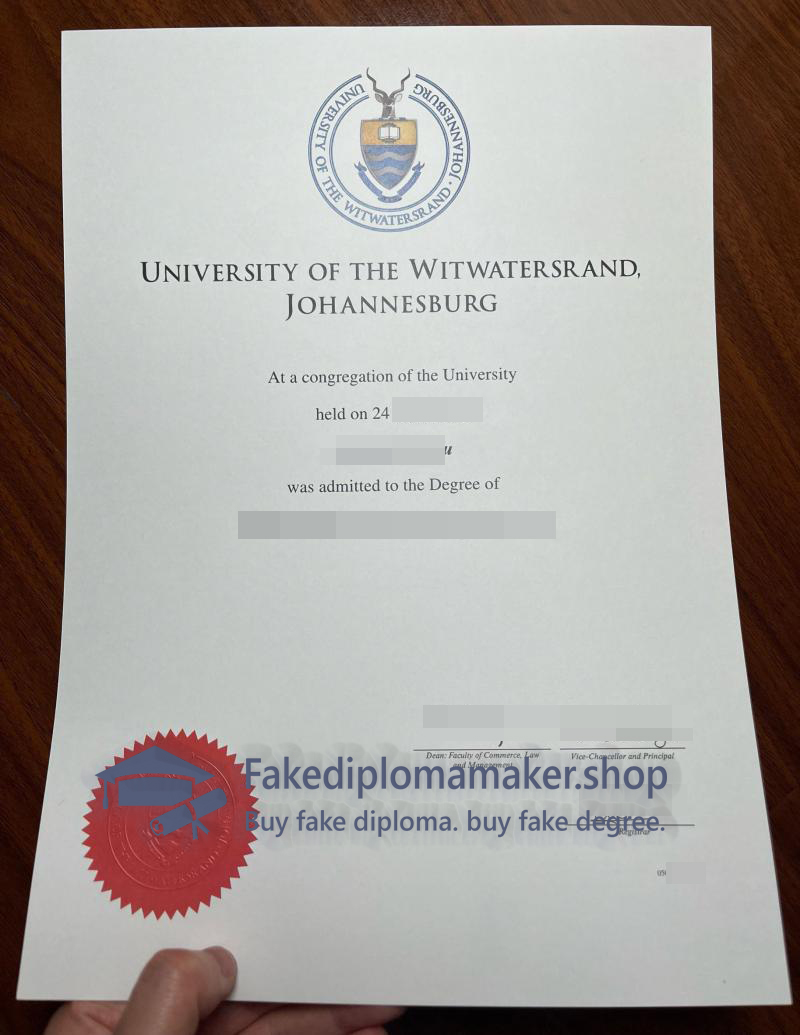 UNIVERSITY OF THE WITWATERSRAND · JOHANNESBURG
UNIVERSITY OF THE WITWATERSRAND,
JOHANNESBURG
At a congregation of the University
held on 24
u
was admitted to the Degree of
Dean: Faculty of Commerce, Law
and Management
Vice-Chancellor and Principal
Fakediplomamaker.shop
Buy fake diploma. buy fake degree.
Registrar